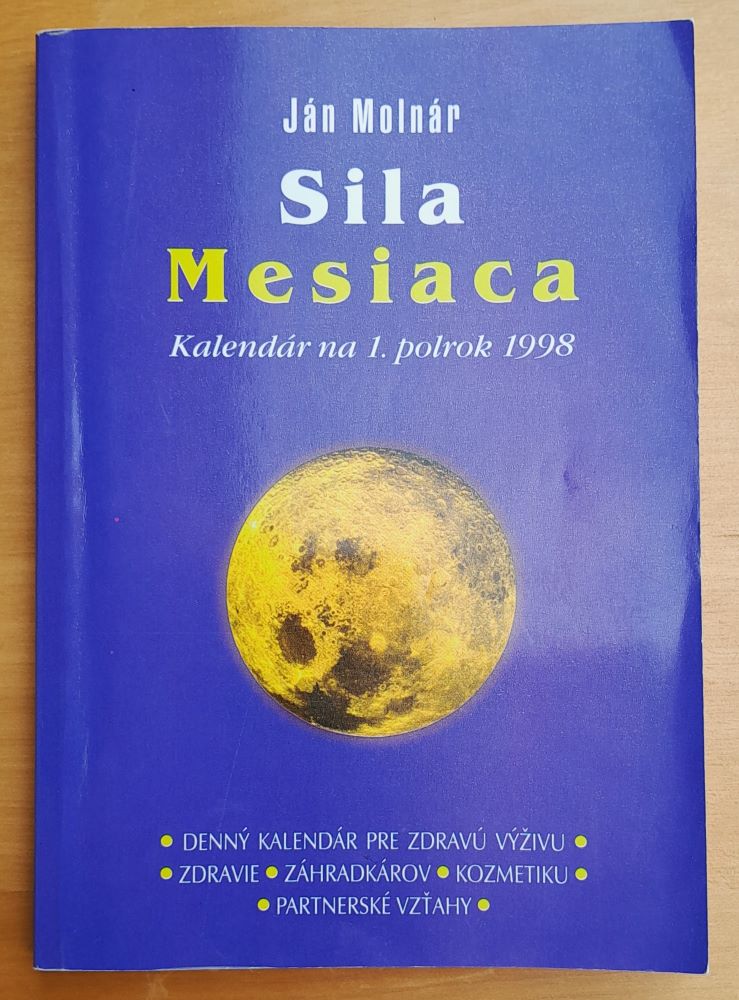 Ján Molnár
Sila
Mesiaca
Kalendár na 1. polrok 1998
• DENNÝ KALENDÁR PRE ZDRAVÚ VÝŽIVU •
• ZDRAVIE • ZÁHRADKÁROV • KOZMETIKU •
• PARTNERSKÉ VZŤAHY •